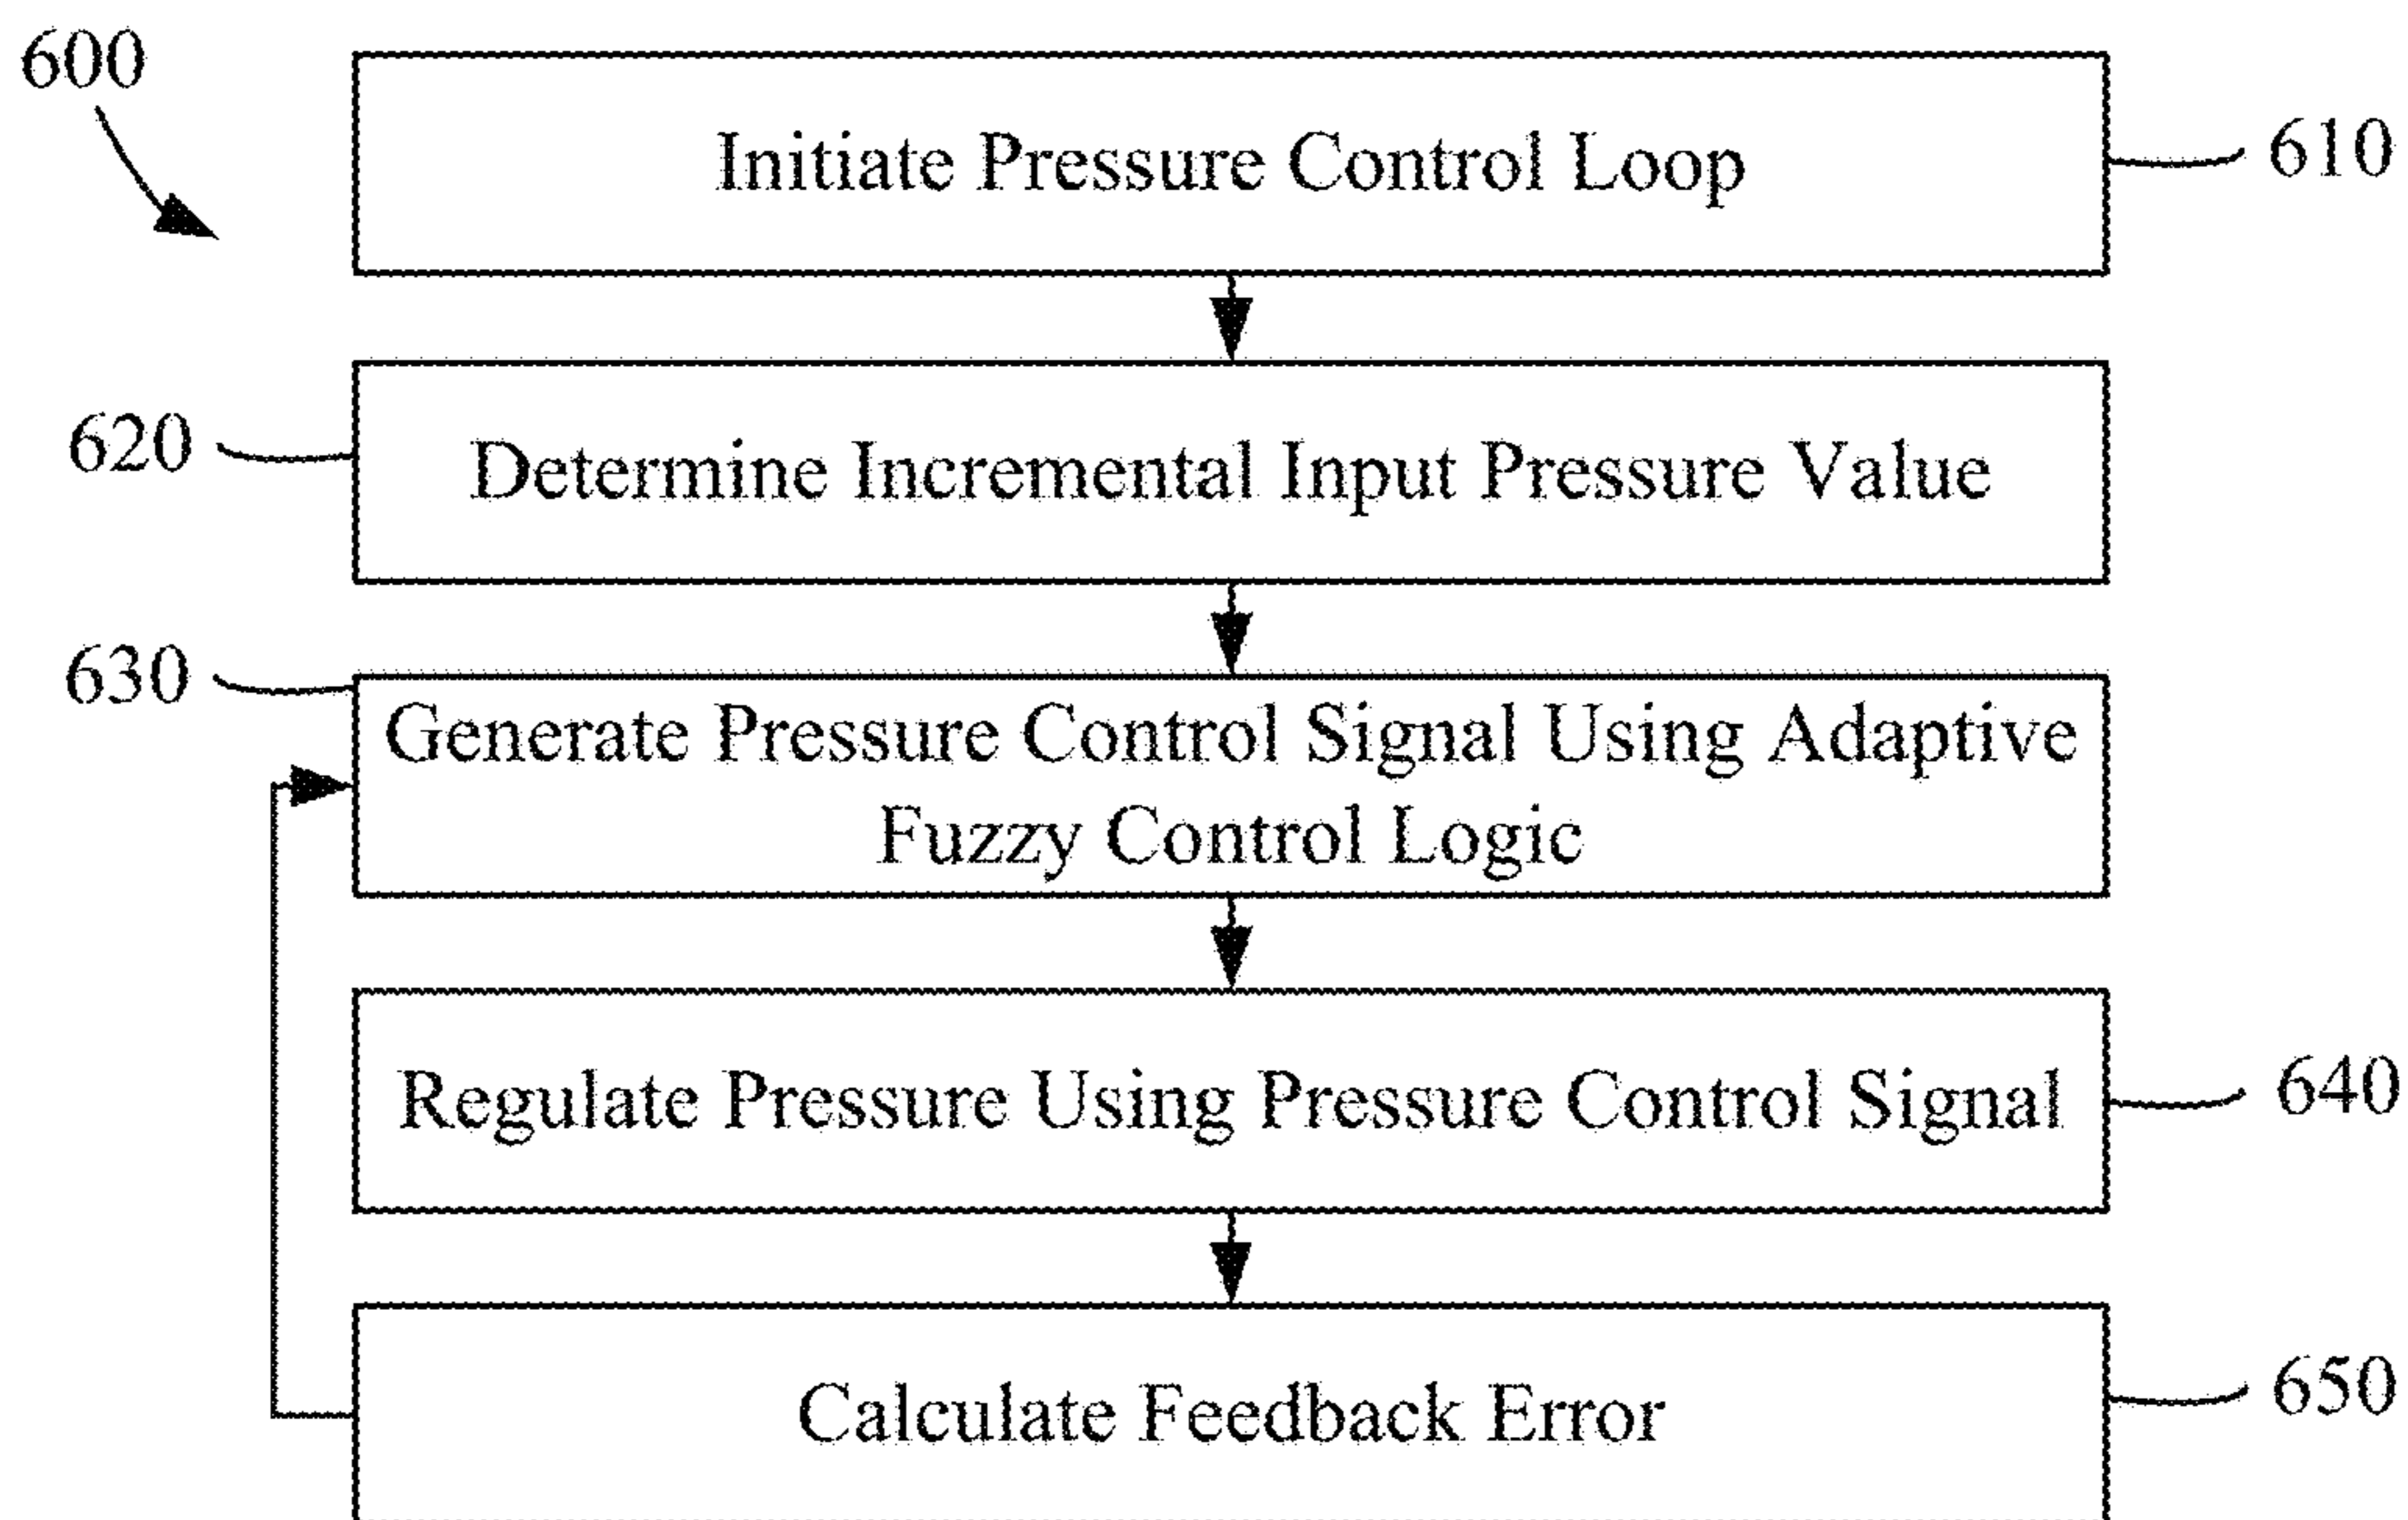 600
Initiate Pressure Control Loop
610
620
Determine Incremental Input Pressure Value
630
Generate Pressure Control Signal Using Adaptive
Fuzzy Control Logic
Regulate Pressure Using Pressure Control Signal
640
Calculate Feedback Error
650